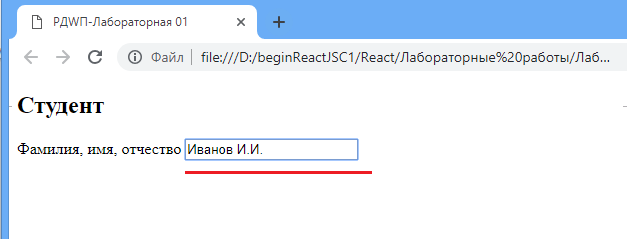 РДWП-Лабораторная 01
Файл | file:///D:/beginReactJSC1/React/Лабораторные%20работы/Лаб...
Студент
Фамилия, имя, отчество Иванов И.И.